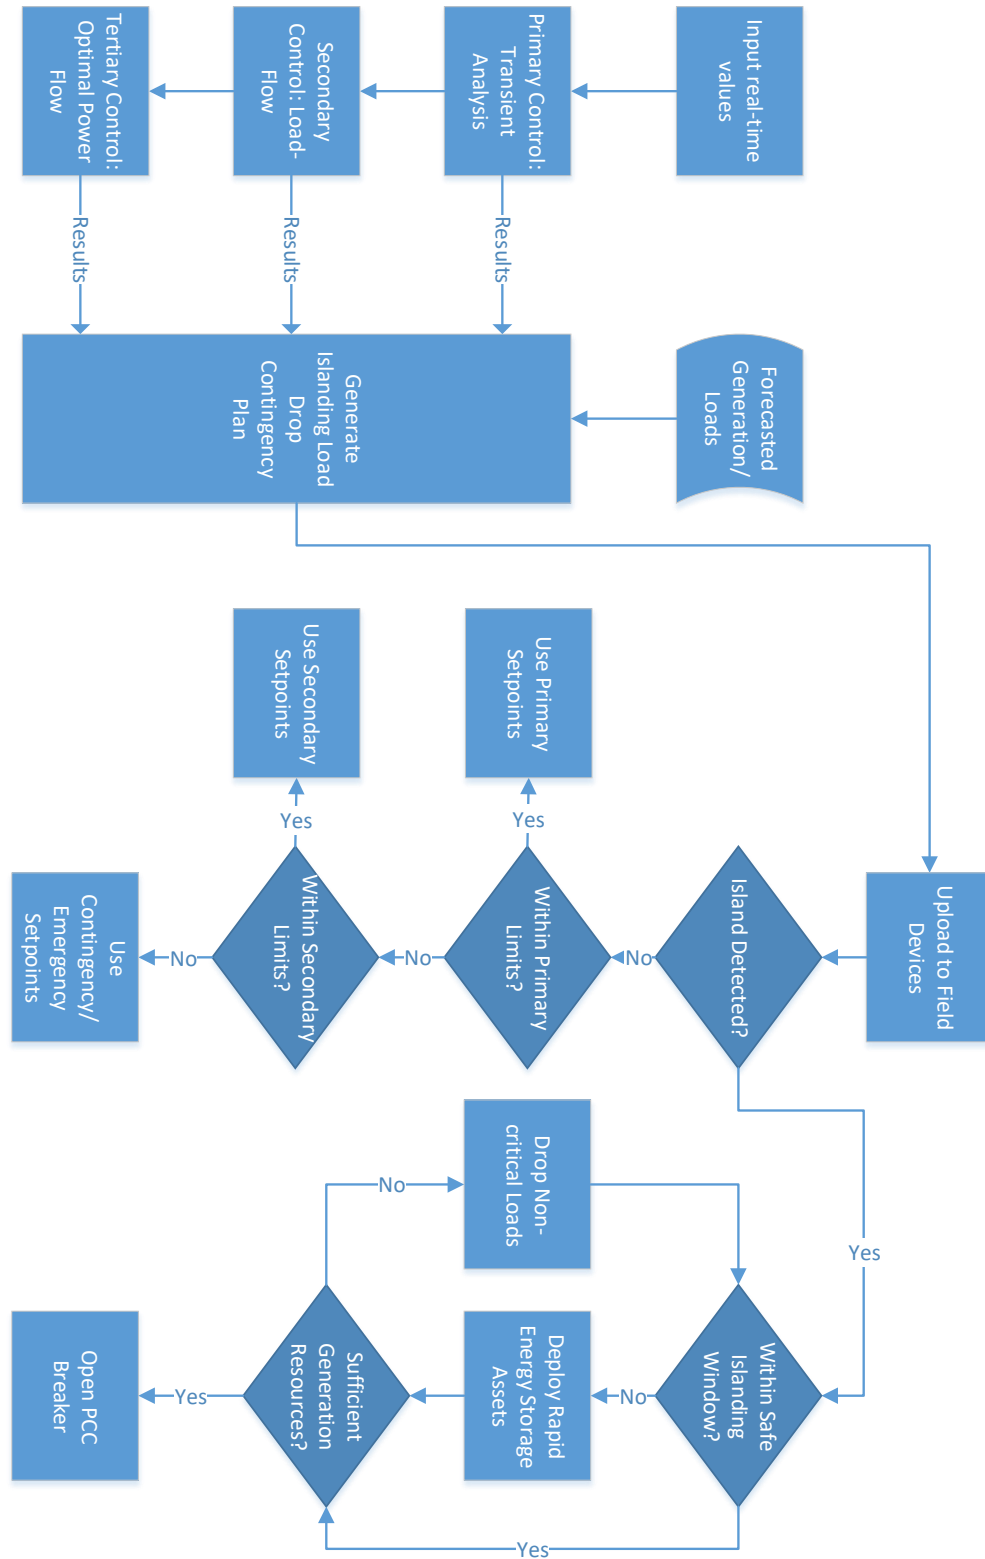 Input real-time
values
Primary Control:
Transient
Analysis
Secondary
Control: Load-
Flow
Tertiary Control:
Optimal Power
Flow
Results
Results
Results
Forecasted
Generation/
Loads
Generate
Islanding Load
Drop
Contingency
Plan
Upload to Field
Devices
Island Detected?
No
Yes
Within Primary
Limits?
Yes
Use Primary
Setpoints
No
Within Secondary
Limits?
Yes
Use Secondary
Setpoints
No
Use
Contingency/
Emergency
Setpoints
Within Safe
Islanding
Window?
No
Yes
Deploy Rapid
Energy Storage
Assets
Sufficient
Generation
Resources?
No
Drop Non-
critical Loads
Yes
Open PCC
Breaker